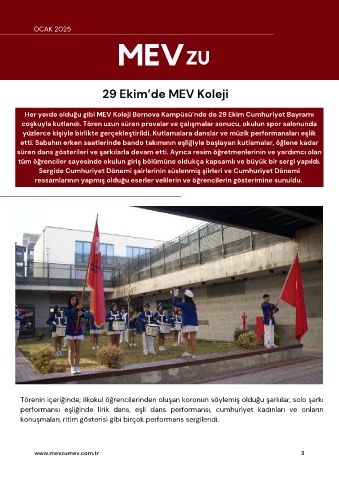 OCAK 2025
MEVZU
29 Ekim'de MEV Koleji
Her yerde olduğu gibi MEV Koleji Bornova Kampüsü'nde de 29 Ekim Cumhuriyet Bayramı
coşkuyla kutlandı. Tören uzun süren provalar ve çalışmalar sonucu, okulun spor salonunda
yüzlerce kişiyle birlikte gerçekleştirildi. Kutlamalara danslar ve müzik performansları eşlik
etti. Sabahın erken saatlerinde bando takımının eşliğiyle başlayan kutlamalar, öğlene kadar
süren dans gösterileri ve şarkılarla devam etti. Ayrıca resim öğretmenlerinin ve yardımcı olan
tüm öğrenciler sayesinde okulun giriş bölümüne oldukça kapsamlı ve büyük bir sergi yapıldı.
Sergide Cumhuriyet Dönemi şairlerinin süslenmiş şiirleri ve Cumhuriyet Dönemi
ressamlarının yapmış olduğu eserler velilerin ve öğrencilerin gösterimine sunuldu.
Törenin içeriğinde; ilkokul öğrencilerinden oluşan koronun söylemiş olduğu şarkılar, solo şarkı
performansı eşliğinde lirik dans, eşli dans performansı, cumhuriyet kadınları ve onların
konuşmaları, ritim gösterisi gibi birçok performans sergilendi.
www.mevzumev.com.tr
3